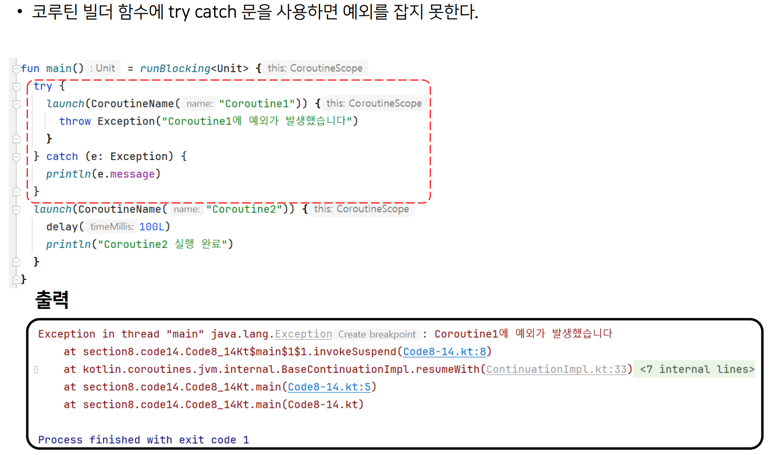 • 코루틴 빌더 함수에 try catch 문을 사용하면 예외를 잡지 못한다.
fun main() : Unit = runBlocking<Unit> { this: CoroutineScope
try {
launch(CoroutineName( name: "Coroutine1")) { this: CoroutineScope
throw Exception("Coroutine1에 예외가 발생했습니다")
}
} catch (e: Exception) {
println(e.message)
}
launch(CoroutineName( name: "Coroutine2")) { this: CoroutineScope
delay( timeMillis: 100L)
println("Coroutine2 실행 완료")
}
}
출력
Exception in thread "main" java.lang.Exception Create breakpoint : Coroutine1에 예외가 발생했습니다
at section8.code14.Code8_14Kt$main$1$1.invokeSuspend(Code8-14.kt:8)
at kotlin.coroutines.jvm.internal.BaseContinuationImpl.resumeWith(ContinuationImpl.kt:33) <7 internal lines>
at section8.code14.Code8_14Kt.main(Code8-14.kt:5)
at section8.code14.Code8_14Kt.main(Code8-14.kt)
Process finished with exit code 1